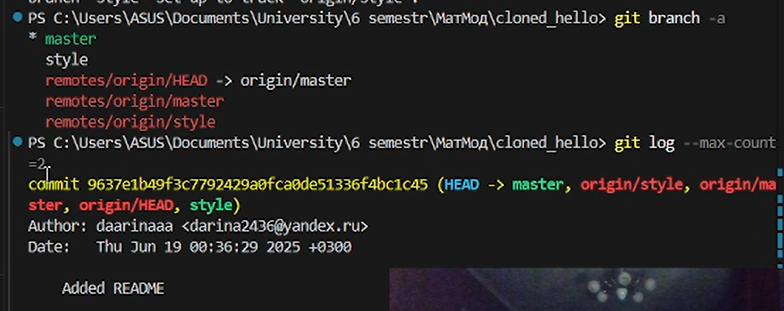 PS C:\Users\ASUS\Documents\University\6 semestr\МатМод\cloned_hello> git branch -a
* master
style
remotes/origin/HEAD -> origin/master
remotes/origin/master
remotes/origin/style
PS C:\Users\ASUS\Documents\University\6 semestr\МатМод\cloned_hello> git log --max-count
=2
commit 9637e1b49f3c7792429a0fca0de51336f4bc1c45 (HEAD -> master, origin/style, origin/ma
ster, origin/HEAD, style)
Author: daarinaaa <darina2436@yandex.ru>
Date:   Thu Jun 19 00:36:29 2025 +0300
Added README